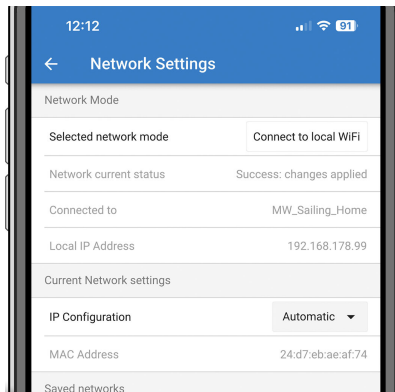 12:12
91
Network Settings
Network Mode
Selected network mode Connect to local WiFi
Network current status Success: changes applied
Connected to MW_Sailing_Home
Local IP Address 192.168.178.99
Current Network settings
IP Configuration Automatic
MAC Address 24:d7:eb:ae:af:74
Saved networks